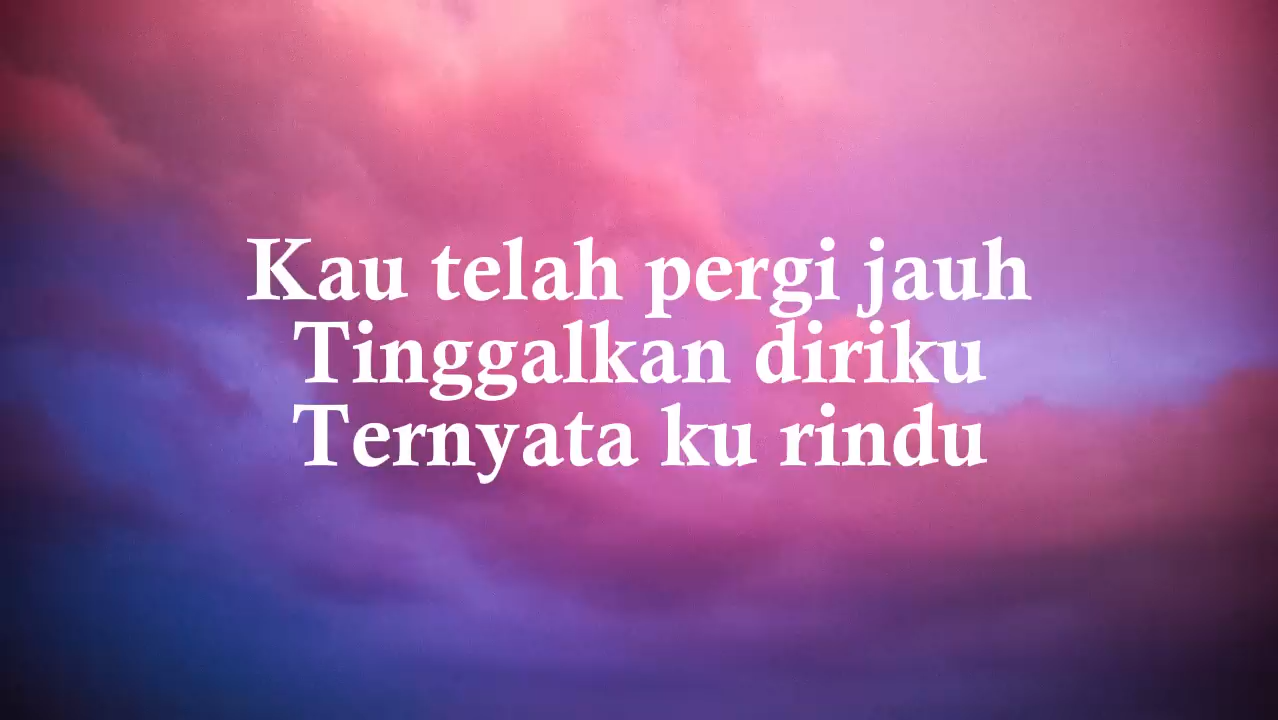 Kau telah pergi jauh
Tinggalkan diriku
Ternyata ku rindu